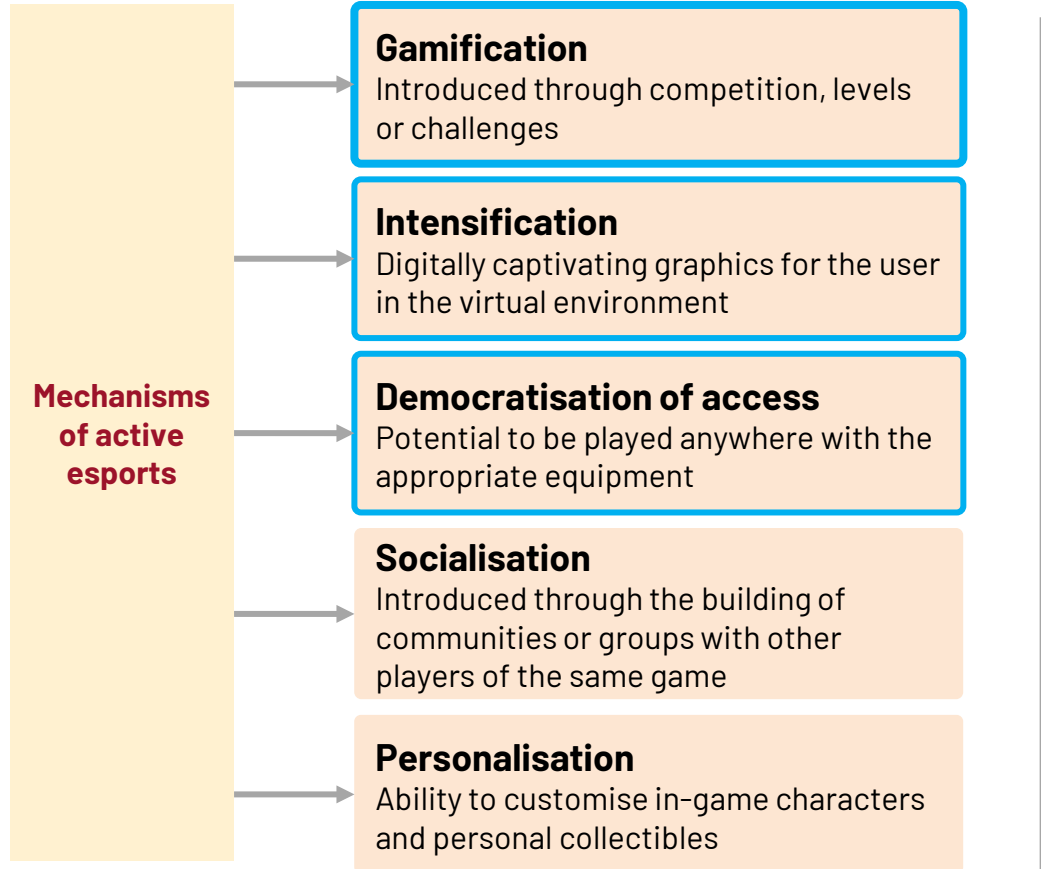 Mechanisms
of active
esports
Gamification
Introduced through competition, levels
or challenges
Intensification
Digitally captivating graphics for the user
in the virtual environment
Democratisation of access
Potential to be played anywhere with the
appropriate equipment
Socialisation
Introduced through the building of
communities or groups with other
players of the same game
Personalisation
Ability to customise in-game characters
and personal collectibles